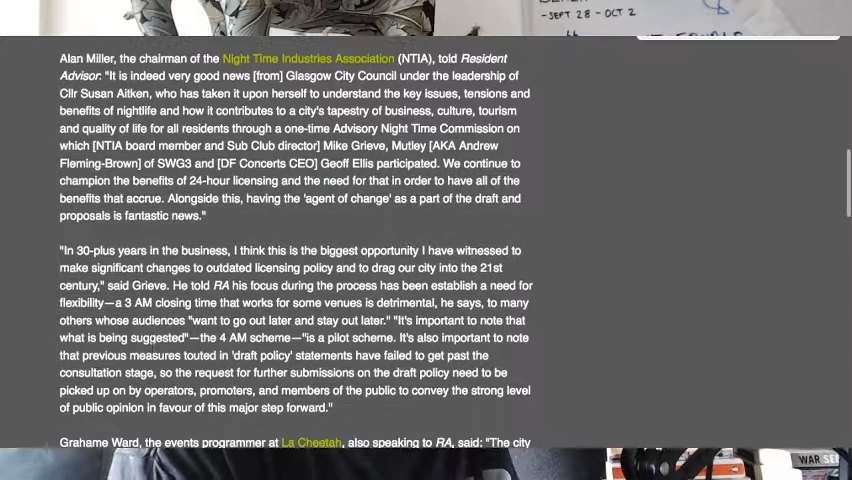 -SEPT 28 - OCT 2
Alan Miller, the chairman of the Night Time Industries Association (NTIA), told Resident
Advisor: "It is indeed very good news [from] Glasgow City Council under the leadership of
Cllr Susan Aitken, who has taken it upon herself to understand the key issues, tensions and
benefits of nightlife and how it contributes to a city's tapestry of business, culture, tourism
and quality of life for all residents through a one-time Advisory Night Time Commission on
which [NTIA board member and Sub Club director] Mike Grieve, Mutley [AKA Andrew
Fleming-Brown] of SWG3 and [DF Concerts CEO] Geoff Ellis participated. We continue to
champion the benefits of 24-hour licensing and the need for that in order to have all of the
benefits that accrue. Alongside this, having the 'agent of change' as a part of the draft and
proposals is fantastic news."
"In 30-plus years in the business, I think this is the biggest opportunity I have witnessed to
make significant changes to outdated licensing policy and to drag our city into the 21st
century," said Grieve. He told RA his focus during the process has been establish a need for
flexibility—a 3 AM closing time that works for some venues is detrimental, he says, to many
others whose audiences "want to go out later and stay out later." "It's important to note that
what is being suggested"—the 4 AM scheme—"is a pilot scheme. It's also important to note
that previous measures touted in 'draft policy' statements have failed to get past the
consultation stage, so the request for further submissions on the draft policy need to be
picked up on by operators, promoters, and members of the public to convey the strong level
of public opinion in favour of this major step forward."
Grahame Ward, the events programmer at La Cheetah, also speaking to RA, said: "The city
WAR